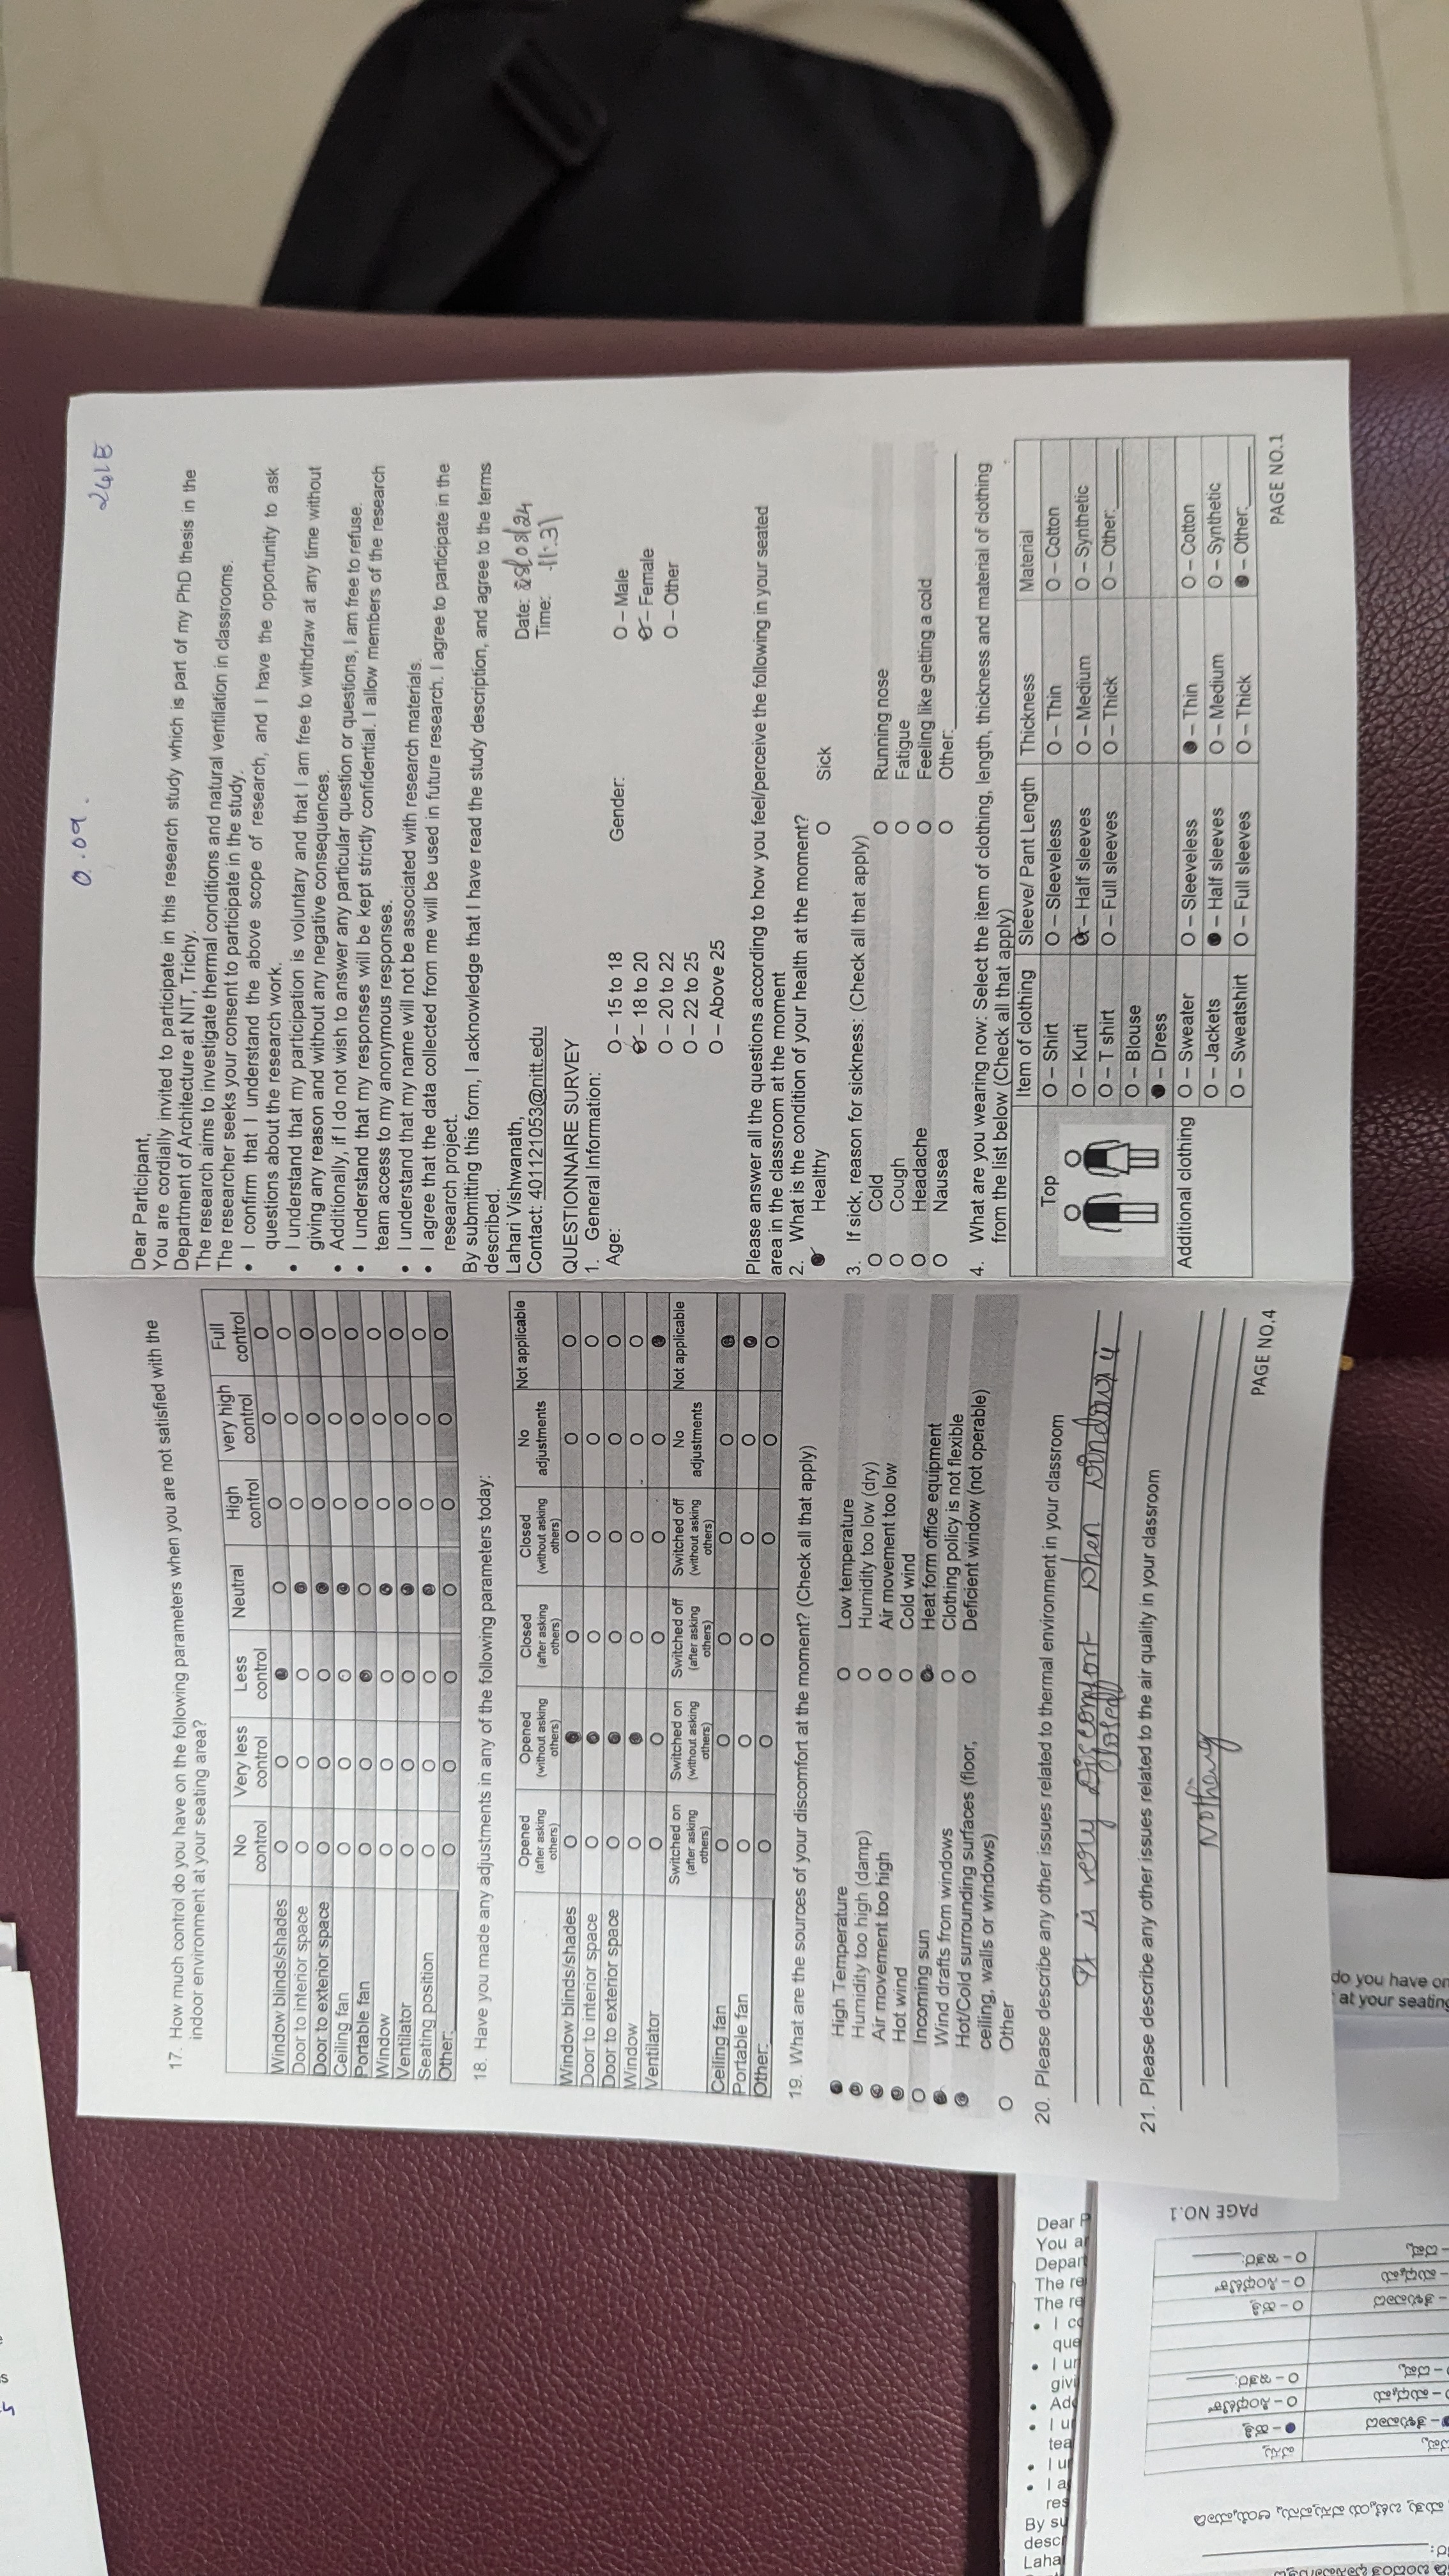 0.09.
241E
Dear Participant,
You are cordially invited to participate in this research study which is part of my PhD thesis in the
Department of Architecture at NIT, Trichy.
The research aims to investigate thermal conditions and natural ventilation in classrooms.
The researcher seeks your consent to participate in the study.
• I confirm that I understand the above scope of research, and I have the opportunity to ask
questions about the research work.
• I understand that my participation is voluntary and that I am free to withdraw at any time without
giving any reason and without any negative consequences.
• Additionally, if I do not wish to answer any particular question or questions, I am free to refuse.
• I understand that my responses will be kept strictly confidential. I allow members of the research
team access to my anonymous responses.
• I understand that my name will not be associated with research materials.
• I agree that the data collected from me will be used in future research. I agree to participate in the
research project.
By submitting this form, I acknowledge that I have read the study description, and agree to the terms
described.
Lahari Vishwanath,
Contact: 401121053@nitt.edu
Date:
Time: 11:31
QUESTIONNAIRE SURVEY
1. General Information:
Age:
O – 15 to 18
O – 18 to 20
O – 20 to 22
O – 22 to 25
O – Above 25
Gender:
O – Male
O – Female
O – Other
Please answer all the questions according to how you feel/perceive the following in your seated
area in the classroom at the moment
2. What is the condition of your health at the moment?
Healthy O Sick
3. If sick, reason for sickness: (Check all that apply)
O Cold O Running nose
O Cough O Fatigue
O Headache O Feeling like getting a cold
O Nausea O Other:
4. What are you wearing now: Select the item of clothing, length, thickness and material of clothing
from the list below (Check all that apply)
Item of clothing Sleeve/ Pant Length Thickness Material
Top O – Shirt O – Sleeveless O – Thin O – Cotton
O – Kurti O – Half sleeves O – Medium O – Synthetic
O – T shirt O – Full sleeves O – Thick O – Other:
O – Blouse
● – Dress
Additional clothing O – Sweater O – Sleeveless ● – Thin O – Cotton
O – Jackets ● – Half sleeves O – Medium O – Synthetic
O – Sweatshirt O – Full sleeves O – Thick ● – Other:
PAGE NO.1
17. How much control do you have on the following parameters when you are not satisfied with the
indoor environment at your seating area?
No control Very less control Less control Neutral High control very high control Full control
Window blinds/shades O O ● O O O O
Door to interior space O O O ● O O O
Door to exterior space O O O ● O O O
Ceiling fan O O O ● O O O
Portable fan O O ● O O O O
Window O O O ● O O O
Ventilator O O O ● O O O
Seating position O O O ● O O O
Other: O O O O O O O
18. Have you made any adjustments in any of the following parameters today:
Opened (after asking others) Opened (without asking others) Closed (after asking others) Closed (without asking others) No adjustments Not applicable
Window blinds/shades O ● O O O O
Door to interior space O ● O O O O
Door to exterior space O ● O O O O
Window O ● O O O O
Ventilator O O O O O ●
Switched on (after asking others) Switched on (without asking others) Switched off (after asking others) Switched off (without asking others) No adjustments Not applicable
Ceiling fan O O O O O ●
Portable fan O O O O O ●
Other: O O O O O O
19. What are the sources of your discomfort at the moment? (Check all that apply)
● High Temperature O Low temperature
● Humidity too high (damp) O Humidity too low (dry)
● Air movement too high O Air movement too low
● Hot wind O Cold wind
O Incoming sun ● Heat form office equipment
● Wind drafts from windows O Clothing policy is not flexible
● Hot/Cold surrounding surfaces (floor, O Deficient window (not operable)
ceiling, walls or windows)
O Other
20. Please describe any other issues related to thermal environment in your classroom
It is very discomfort when window is
closed
21. Please describe any other issues related to the air quality in your classroom
Nothing
PAGE NO.4
do you have on
at your seating
Dear P
You ar
Depart
The re
The re
• I co
que
• I un
givi
• Add
• I un
tea
• I un
• I ag
res
By su
descr
Laha
PAGE NO.1